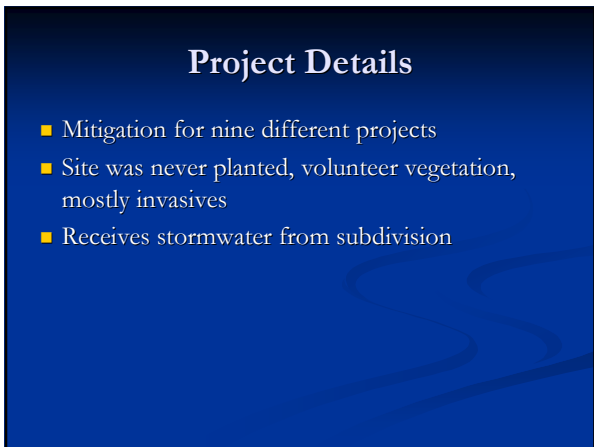 Project Details
Mitigation for nine different projects
Site was never planted, volunteer vegetation,
mostly invasives
Receives stormwater from subdivision